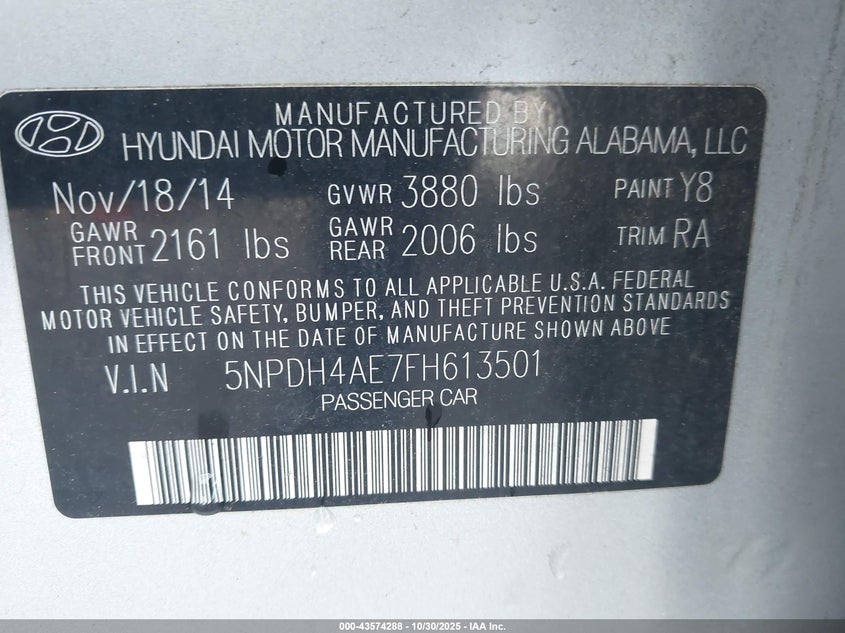 MANUFACTURED BY
HYUNDAI MOTOR MANUFACTURING ALABAMA, LLC
Nov/18/14 GVWR 3880 lbs PAINT Y8
GAWR FRONT 2161 lbs GAWR REAR 2006 lbs TRIM RA
THIS VEHICLE CONFORMS TO ALL APPLICABLE U.S.A. FEDERAL
MOTOR VEHICLE SAFETY, BUMPER, AND THEFT PREVENTION STANDARDS
IN EFFECT ON THE DATE OF MANUFACTURE SHOWN ABOVE
V.I.N 5NPDH4AE7FH613501
PASSENGER CAR
000-43574288 - 10/30/2025 - IAA Inc.